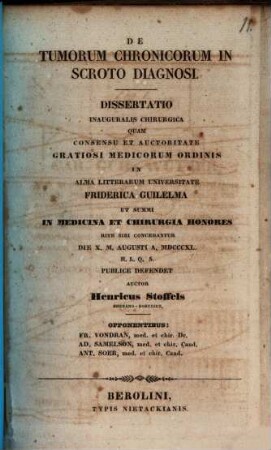 DE
TUMORUM CHRONICORUM IN
SCROTO DIAGNOSI.
DISSERTATIO
INAUGURALIS CHIRURGICA
QUAM
CONSENSU ET AUCTORITATE
GRATIOSI MEDICORUM ORDINIS
IN
ALMA LITTERARUM UNIVERSITATE
FRIDERICA GUILELMA
UT SUMMI
IN MEDICINA ET CHIRURGIA HONORES
RITE SIBI CONCEDANTUR
DIE X. M. AUGUSTI A. MDCCCXL.
H. L. Q. S.
PUBLICE DEFENDET
AUCTOR
Henricus Stoffels
OPPONENTIBUS:
FR. VONDRAN, med. et chir. Dr.
AD. SAMELSON, med. et chir. Cand.
ANT. SOER, med. et chir. Cand.
BEROLINI,
TYPIS NIETACKIANIS.